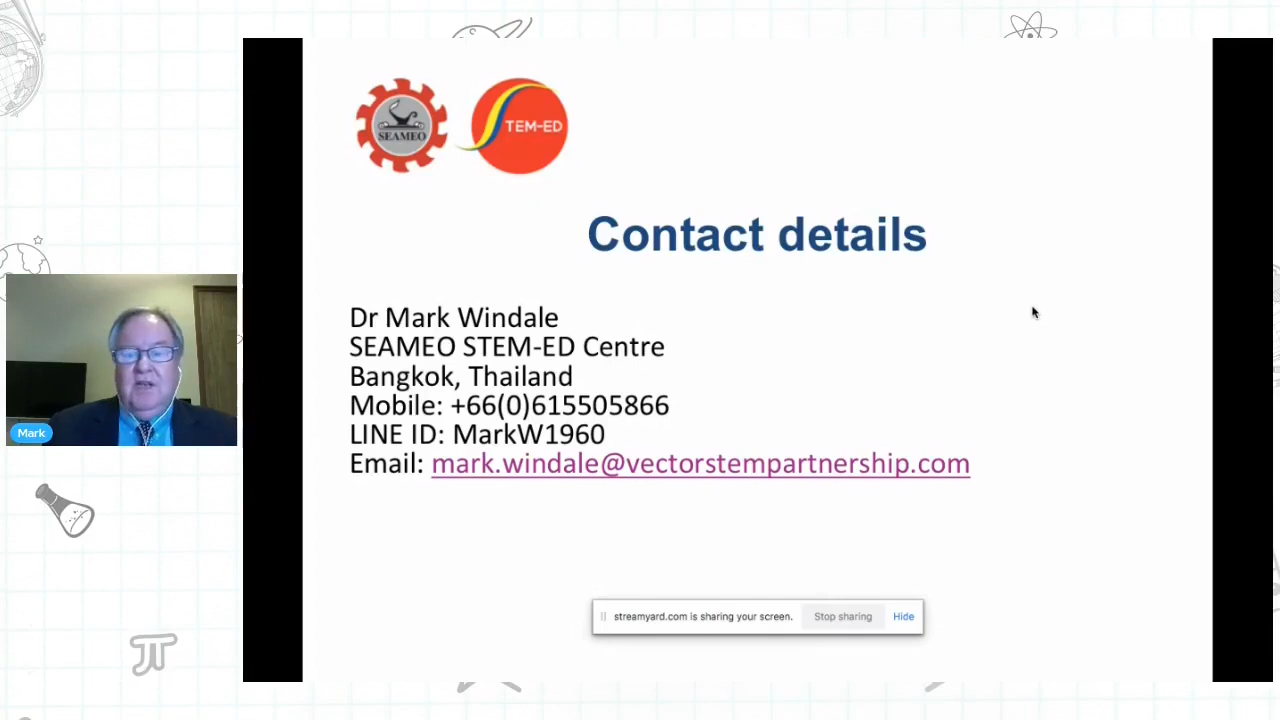 SEAMEO
TEM-ED
Contact details
Dr Mark Windale
SEAMEO STEM-ED Centre
Bangkok, Thailand
Mobile: +66(0)615505866
LINE ID: MarkW1960
Email: mark.windale@vectorstempartnership.com
Mark
streamyard.com is sharing your screen.
Stop sharing
Hide